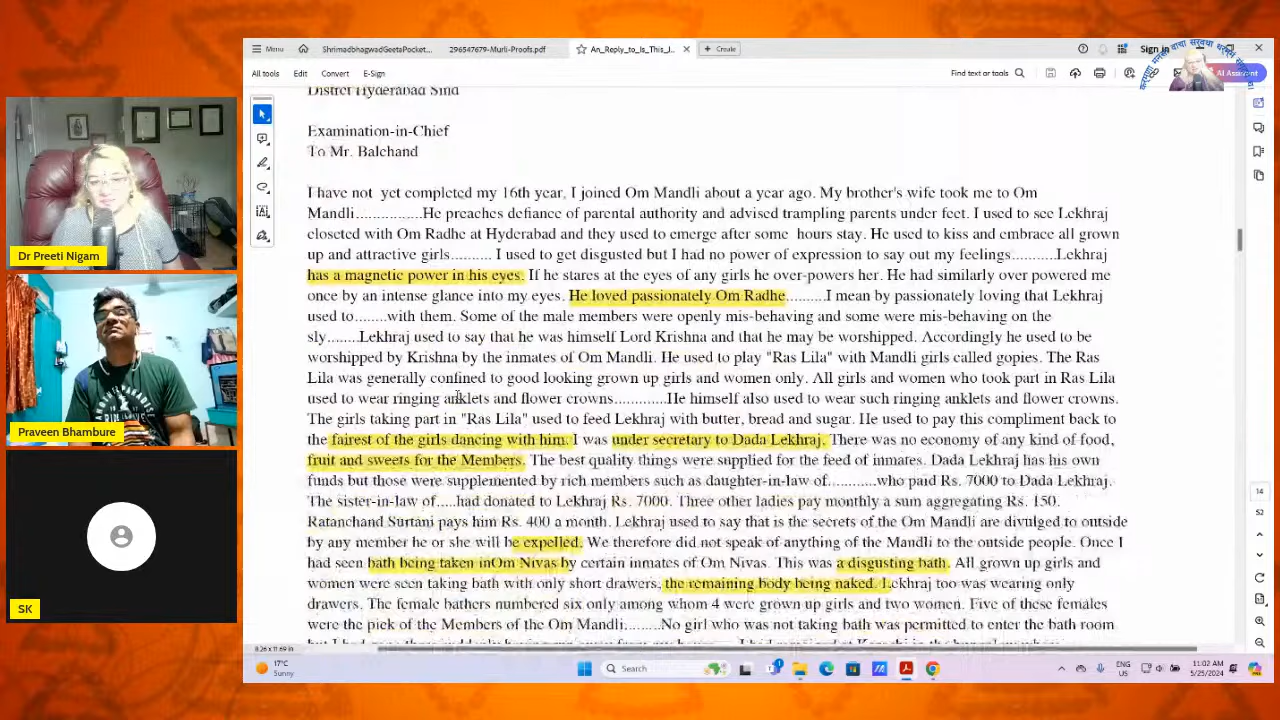 Menu
ShrimadbhagwadGeetaPocket...
296547679-Murli-Proofs.pdf
An_Reply_to_Is_This_J...
Create
Sign in
All tools
Edit
Convert
E-Sign
Find text or tools
AI Assistant
District Hyderabad Sind
Examination-in-Chief
To Mr. Balchand
I have not yet completed my 16th year, I joined Om Mandli about a year ago. My brother's wife took me to Om
Mandli................He preaches defiance of parental authority and advised trampling parents under feet. I used to see Lekhraj
closeted with Om Radhe at Hyderabad and they used to emerge after some hours stay. He used to kiss and embrace all grown
up and attractive girls.......... I used to get disgusted but I had no power of expression to say out my feelings...........Lekhraj
has a magnetic power in his eyes. If he stares at the eyes of any girls he over-powers her. He had similarly over powered me
once by an intense glance into my eyes. He loved passionately Om Radhe.........I mean by passionately loving that Lekhraj
used to......with them. Some of the male members were openly mis-behaving and some were mis-behaving on the
sly.......Lekhraj used to say that he was himself Lord Krishna and that he may be worshipped. Accordingly he used to be
worshipped by Krishna by the inmates of Om Mandli. He used to play "Ras Lila" with Mandli girls called gopies. The Ras
Lila was generally confined to good looking grown up girls and women only. All girls and women who took part in Ras Lila
used to wear ringing anklets and flower crowns............He himself also used to wear such ringing anklets and flower crowns.
The girls taking part in "Ras Lila" used to feed Lekhraj with butter, bread and sugar. He used to pay this compliment back to
the fairest of the girls dancing with him. I was under secretary to Dada Lekhraj. There was no economy of any kind of food,
fruit and sweets for the Members. The best quality things were supplied for the feed of inmates. Dada Lekhraj has his own
funds but those were supplemented by rich members such as daughter-in-law of...........who paid Rs. 7000 to Dada Lekhraj.
The sister-in-law of.....had donated to Lekhraj Rs. 7000. Three other ladies pay monthly a sum aggregating Rs. 150.
Ratanchand Surtani pays him Rs. 400 a month. Lekhraj used to say that is the secrets of the Om Mandli are divulged to outside
by any member he or she will be expelled. We therefore did not speak of anything of the Mandli to the outside people. Once I
had seen bath being taken inOm Nivas by certain inmates of Om Nivas. This was a disgusting bath. All grown up girls and
women were seen taking bath with only short drawers, the remaining body being naked. Lekhraj too was wearing only
drawers. The female bathers numbered six only among whom 4 were grown up girls and two women. Five of these females
were the pick of the Members of the Om Mandli.........No girl who was not taking bath was permitted to enter the bath room
14
52
8.26 x 11.69 in
Dr Preeti Nigam
Praveen Bhambure
SK
17°C
Sunny
Search
ENG
US
11:02 AM
5/25/2024